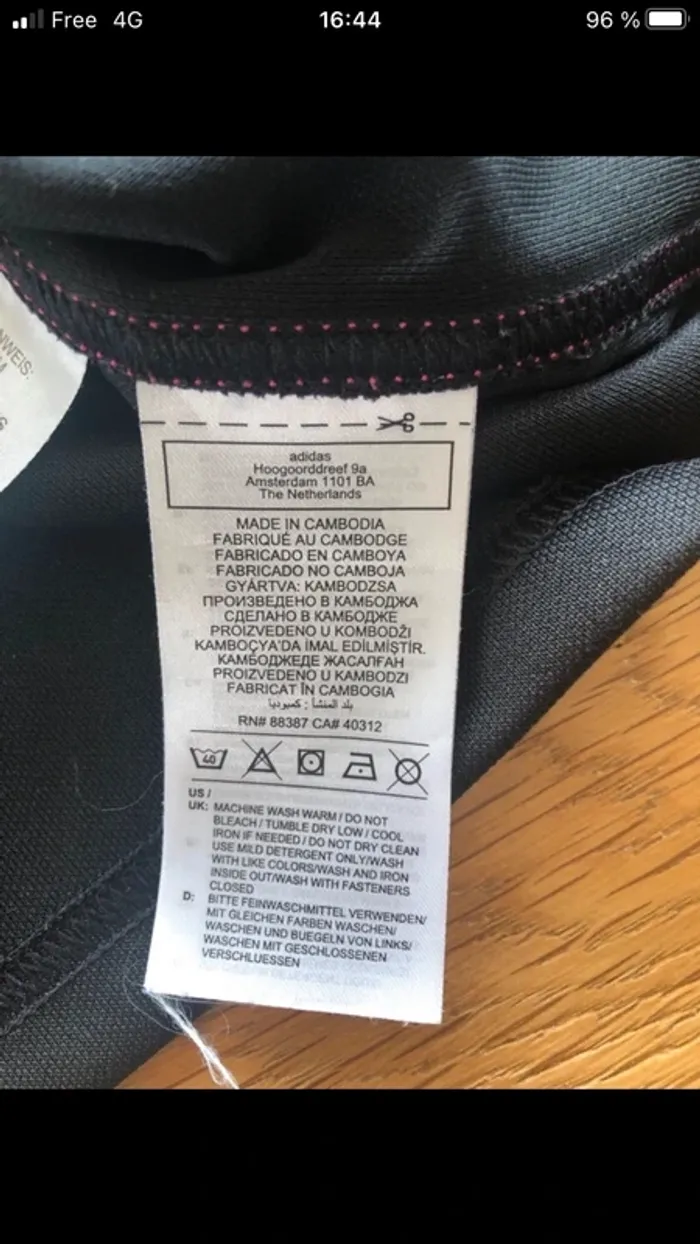 Free 4G 16:44 96 %
adidas
Hoogoorddreef 9a
Amsterdam 1101 BA
The Netherlands
MADE IN CAMBODIA
FABRIQUÉ AU CAMBODGE
FABRICADO EN CAMBOYA
FABRICADO NO CAMBOJA
GYÁRTVA: KAMBODZSA
ПРОИЗВЕДЕНО В КАМБОДЖА
СДЕЛАНО В КАМБОДЖЕ
PROIZVEDENO U KOMBODŽI
KAMBOÇYA'DA İMAL EDİLMİŞTİR.
КАМБОДЖЕДЕ ЖАСАЛҒАН
PROIZVEDENO U KAMBODZI
FABRICAT ÎN CAMBOGIA
بلد المنشأ : كمبوديا
RN# 88387 CA# 40312
40
US /
UK: MACHINE WASH WARM / DO NOT
BLEACH / TUMBLE DRY LOW / COOL
IRON IF NEEDED / DO NOT DRY CLEAN
USE MILD DETERGENT ONLY/WASH
WITH LIKE COLORS/WASH AND IRON
INSIDE OUT/WASH WITH FASTENERS
CLOSED
D: BITTE FEINWASCHMITTEL VERWENDEN/
MIT GLEICHEN FARBEN WASCHEN/
WASCHEN UND BUEGELN VON LINKS/
WASCHEN MIT GESCHLOSSENEN
VERSCHLUESSEN